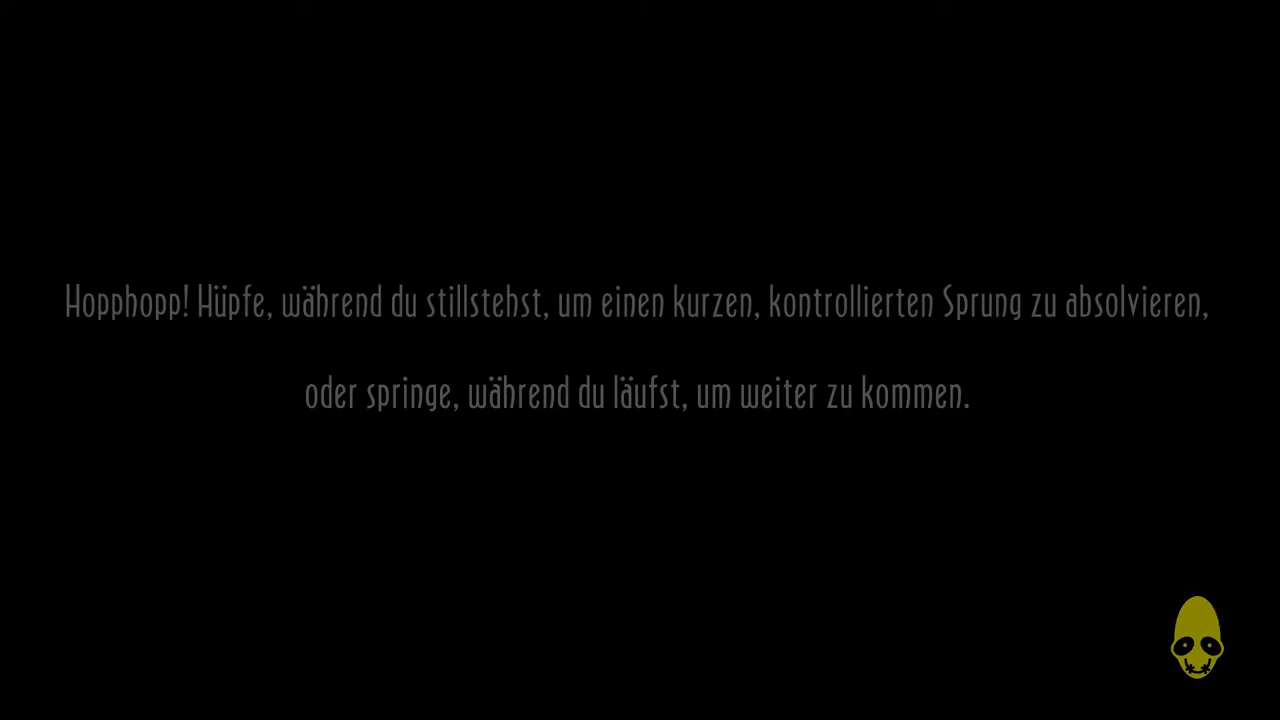 Hopphopp! Hüpfe, während du stillstehst, um einen kurzen, kontrollierten Sprung zu absolvieren,
oder springe, während du läufst, um weiter zu kommen.